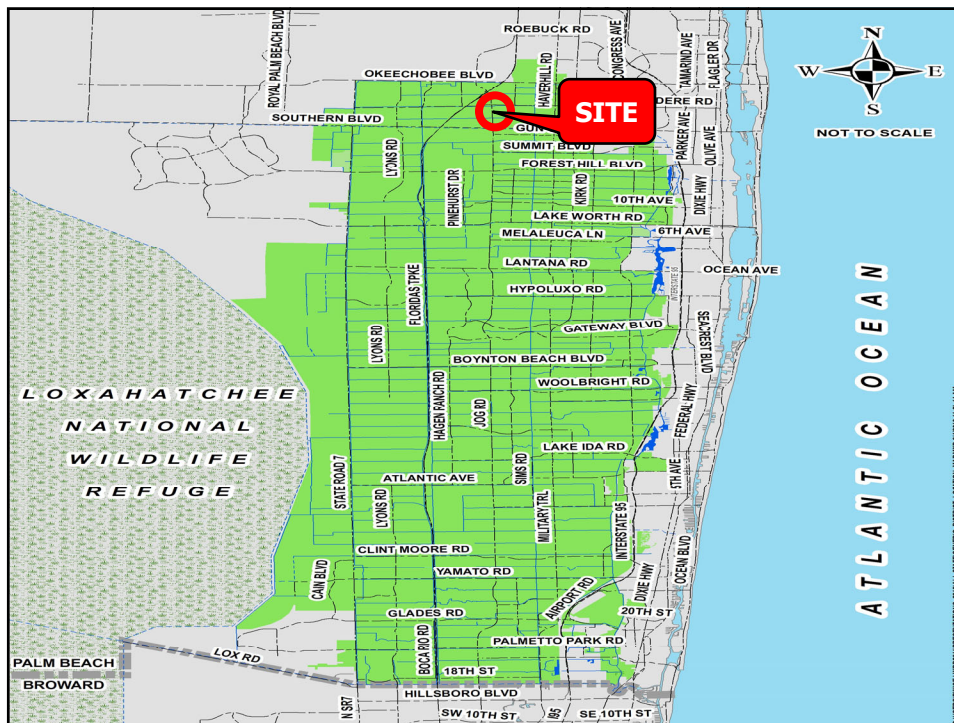 ROEBUCK RD
ROYAL PALM BEACH BLVD
HAVERHILL RD
CONGRESS AVE
TAMARIND AVE
FLAGLER DR
N
W
E
S
NOT TO SCALE
OKEECHOBEE BLVD
SITE
DERE RD
SOUTHERN BLVD
GUN
SUMMIT BLVD
PARKER AVE
OLIVE AVE
LYONS RD
FOREST HILL BLVD
PINEHURST DR
KIRK RD
10TH AVE
DIXIE HWY
LAKE WORTH RD
MELALEUCA LN
6TH AVE
LANTANA RD
OCEAN AVE
FLORIDAS TPKE
INTERSTATE 95
HYPOLUXO RD
GATEWAY BLVD
SEACREST BLVD
LYONS RD
BOYNTON BEACH BLVD
WOOLBRIGHT RD
HAGEN RANCH RD
JOG RD
FEDERAL HWY
LOXAHATCHEE
NATIONAL
WILDLIFE
REFUGE
ATLANTIC OCEAN
LAKE IDA RD
STATE ROAD 7
SIMS RD
ATLANTIC AVE
5TH AVE
LYONS RD
MILITARY TRL
INTERSTATE 95
CLINT MOORE RD
OCEAN BLVD
CAIN BLVD
YAMATO RD
AIRPORT RD
DIXIE HWY
GLADES RD
20TH ST
BOCA RIO RD
PALMETTO PARK RD
LOX RD
PALM BEACH
BROWARD
18TH ST
HILLSBORO BLVD
N SR7
SW 10TH ST
I95
SE 10TH ST